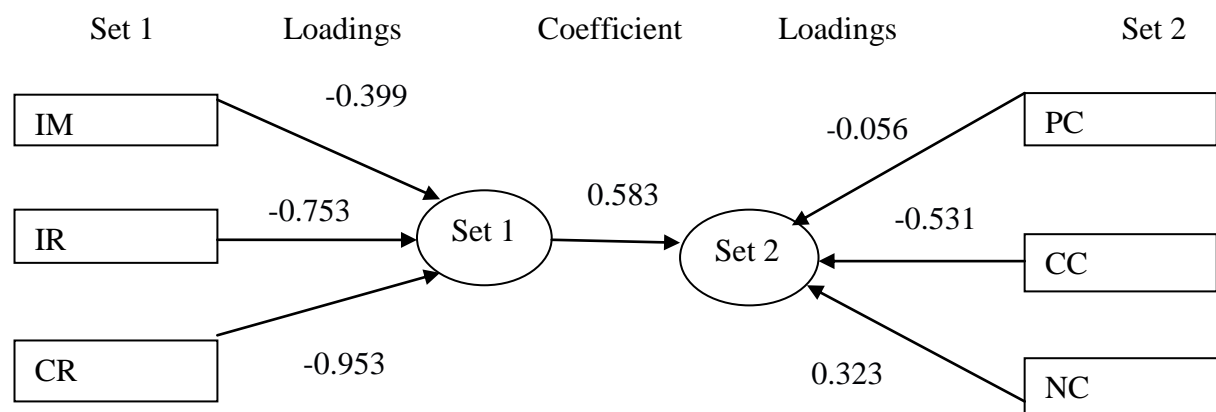 Set 1 Loadings Coefficient Loadings Set 2
-0.399
IM
-0.056
PC
-0.753
0.583
-0.531
IR
Set 1
Set 2
CC
-0.953
0.323
CR
NC